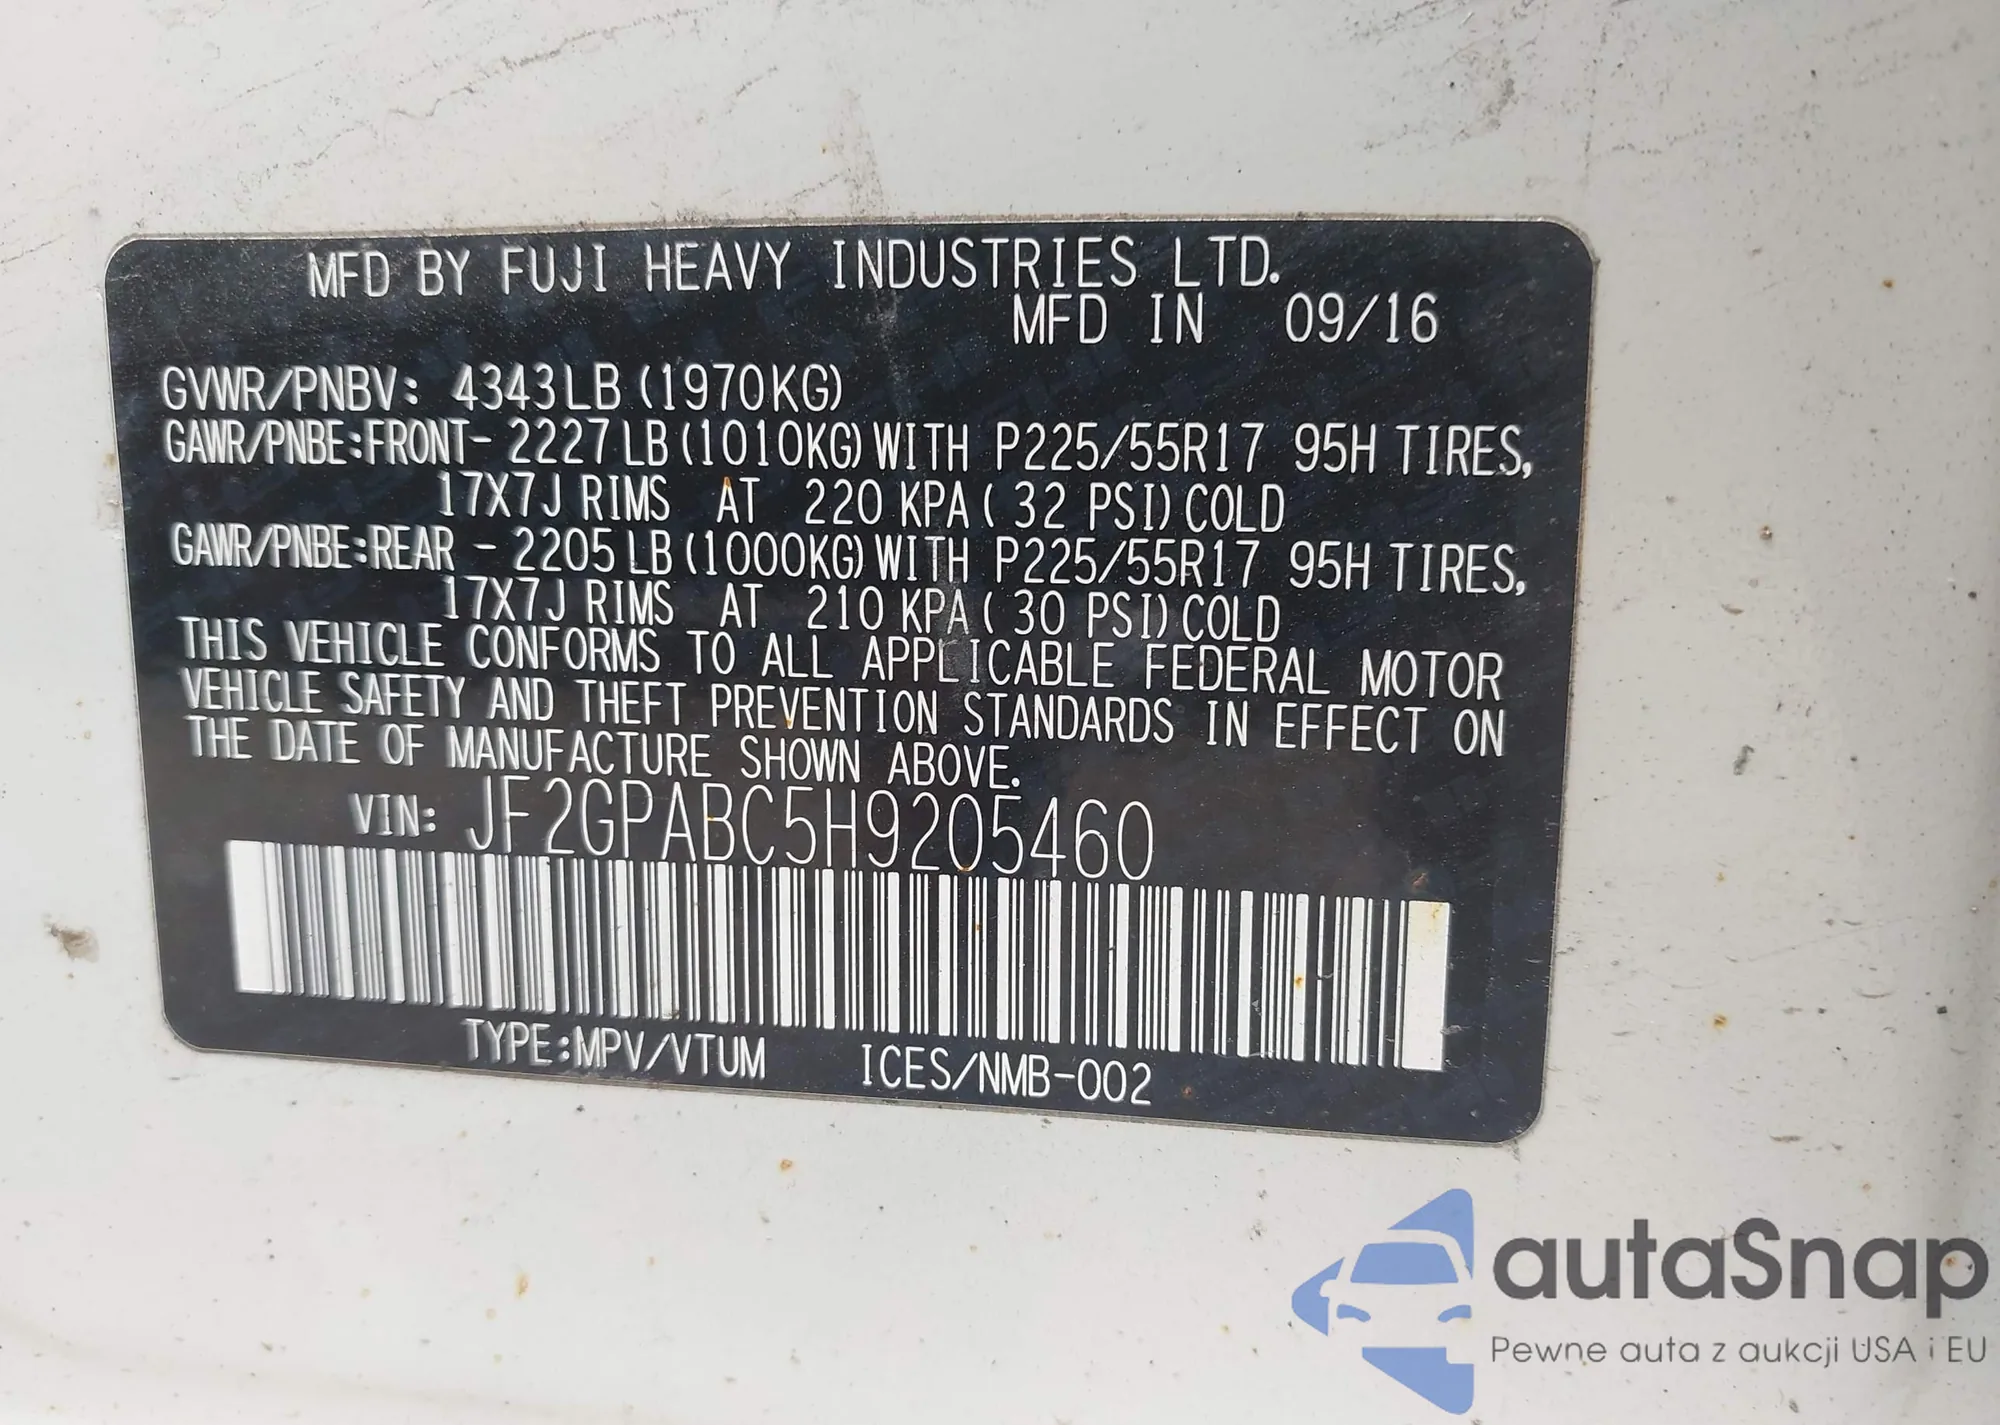 MFD BY FUJI HEAVY INDUSTRIES LTD.
MFD IN 09/16
GVWR/PNBV: 4343LB (1970KG)
GAWR/PNBE:FRONT- 2227 LB (1010KG) WITH P225/55R17 95H TIRES,
17X7J RIMS AT 220 KPA ( 32 PSI) COLD
GAWR/PNBE:REAR - 2205 LB (1000KG) WITH P225/55R17 95H TIRES,
17X7J RIMS AT 210 KPA ( 30 PSI) COLD
THIS VEHICLE CONFORMS TO ALL APPLICABLE FEDERAL MOTOR
VEHICLE SAFETY AND THEFT PREVENTION STANDARDS IN EFFECT ON
THE DATE OF MANUFACTURE SHOWN ABOVE.
VIN: JF2GPABC5H9205460
TYPE:MPV/VTUM ICES/NMB-002
autaSnap
Pewne auta z aukcji USA i EU